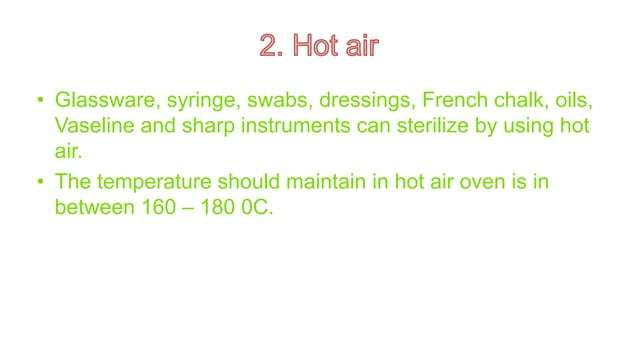 2. Hot air
• Glassware, syringe, swabs, dressings, French chalk, oils,
Vaseline and sharp instruments can sterilize by using hot
air.
• The temperature should maintain in hot air oven is in
between 160 – 180 0C.